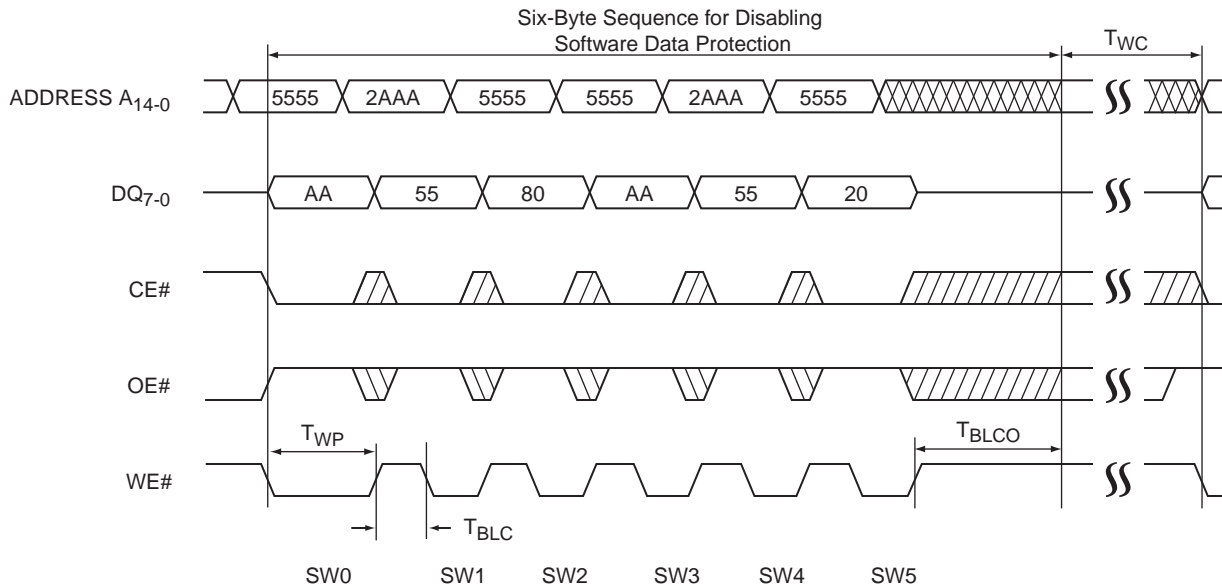 Six-Byte Sequence for Disabling
Software Data Protection
TWC
ADDRESS A14-0
5555 2AAA 5555 5555 2AAA 5555
DQ7-0
AA 55 80 AA 55 20
CE#
OE#
TWP
TBLCO
WE#
TBLC
SW0 SW1 SW2 SW3 SW4 SW5